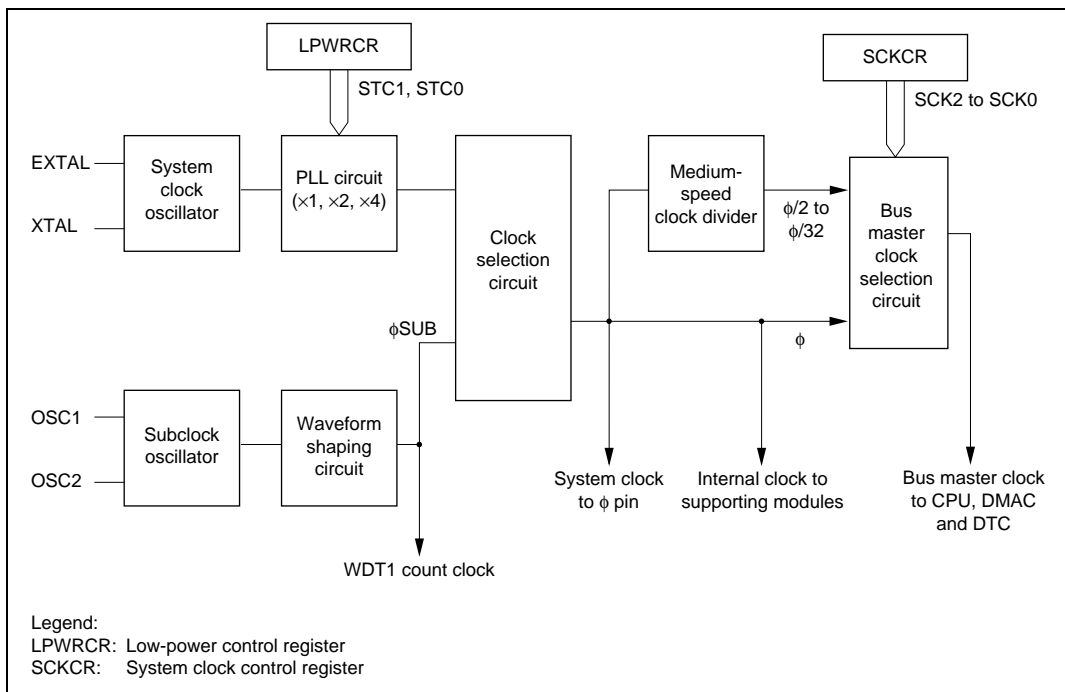 LPWRCR
STC1, STC0
SCKCR
SCK2 to SCK0
EXTAL
XTAL
System
clock
oscillator
PLL circuit
(×1, ×2, ×4)
Clock
selection
circuit
Medium-
speed
clock divider
ϕ/2 to
ϕ/32
Bus
master
clock
selection
circuit
ϕSUB
ϕ
OSC1
OSC2
Subclock
oscillator
Waveform
shaping
circuit
System clock
to ϕ pin
Internal clock to
supporting modules
Bus master clock
to CPU, DMAC
and DTC
WDT1 count clock
Legend:
LPWRCR: Low-power control register
SCKCR: System clock control register